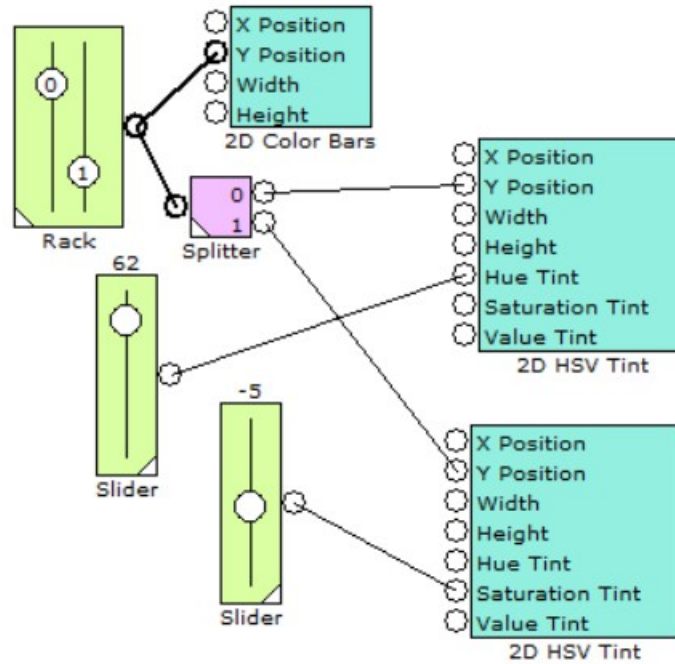 0
1
Rack
X Position
Y Position
Width
Height
2D Color Bars
0
1
Splitter
X Position
Y Position
Width
Height
Hue Tint
Saturation Tint
Value Tint
2D HSV Tint
62
Slider
-5
Slider
X Position
Y Position
Width
Height
Hue Tint
Saturation Tint
Value Tint
2D HSV Tint